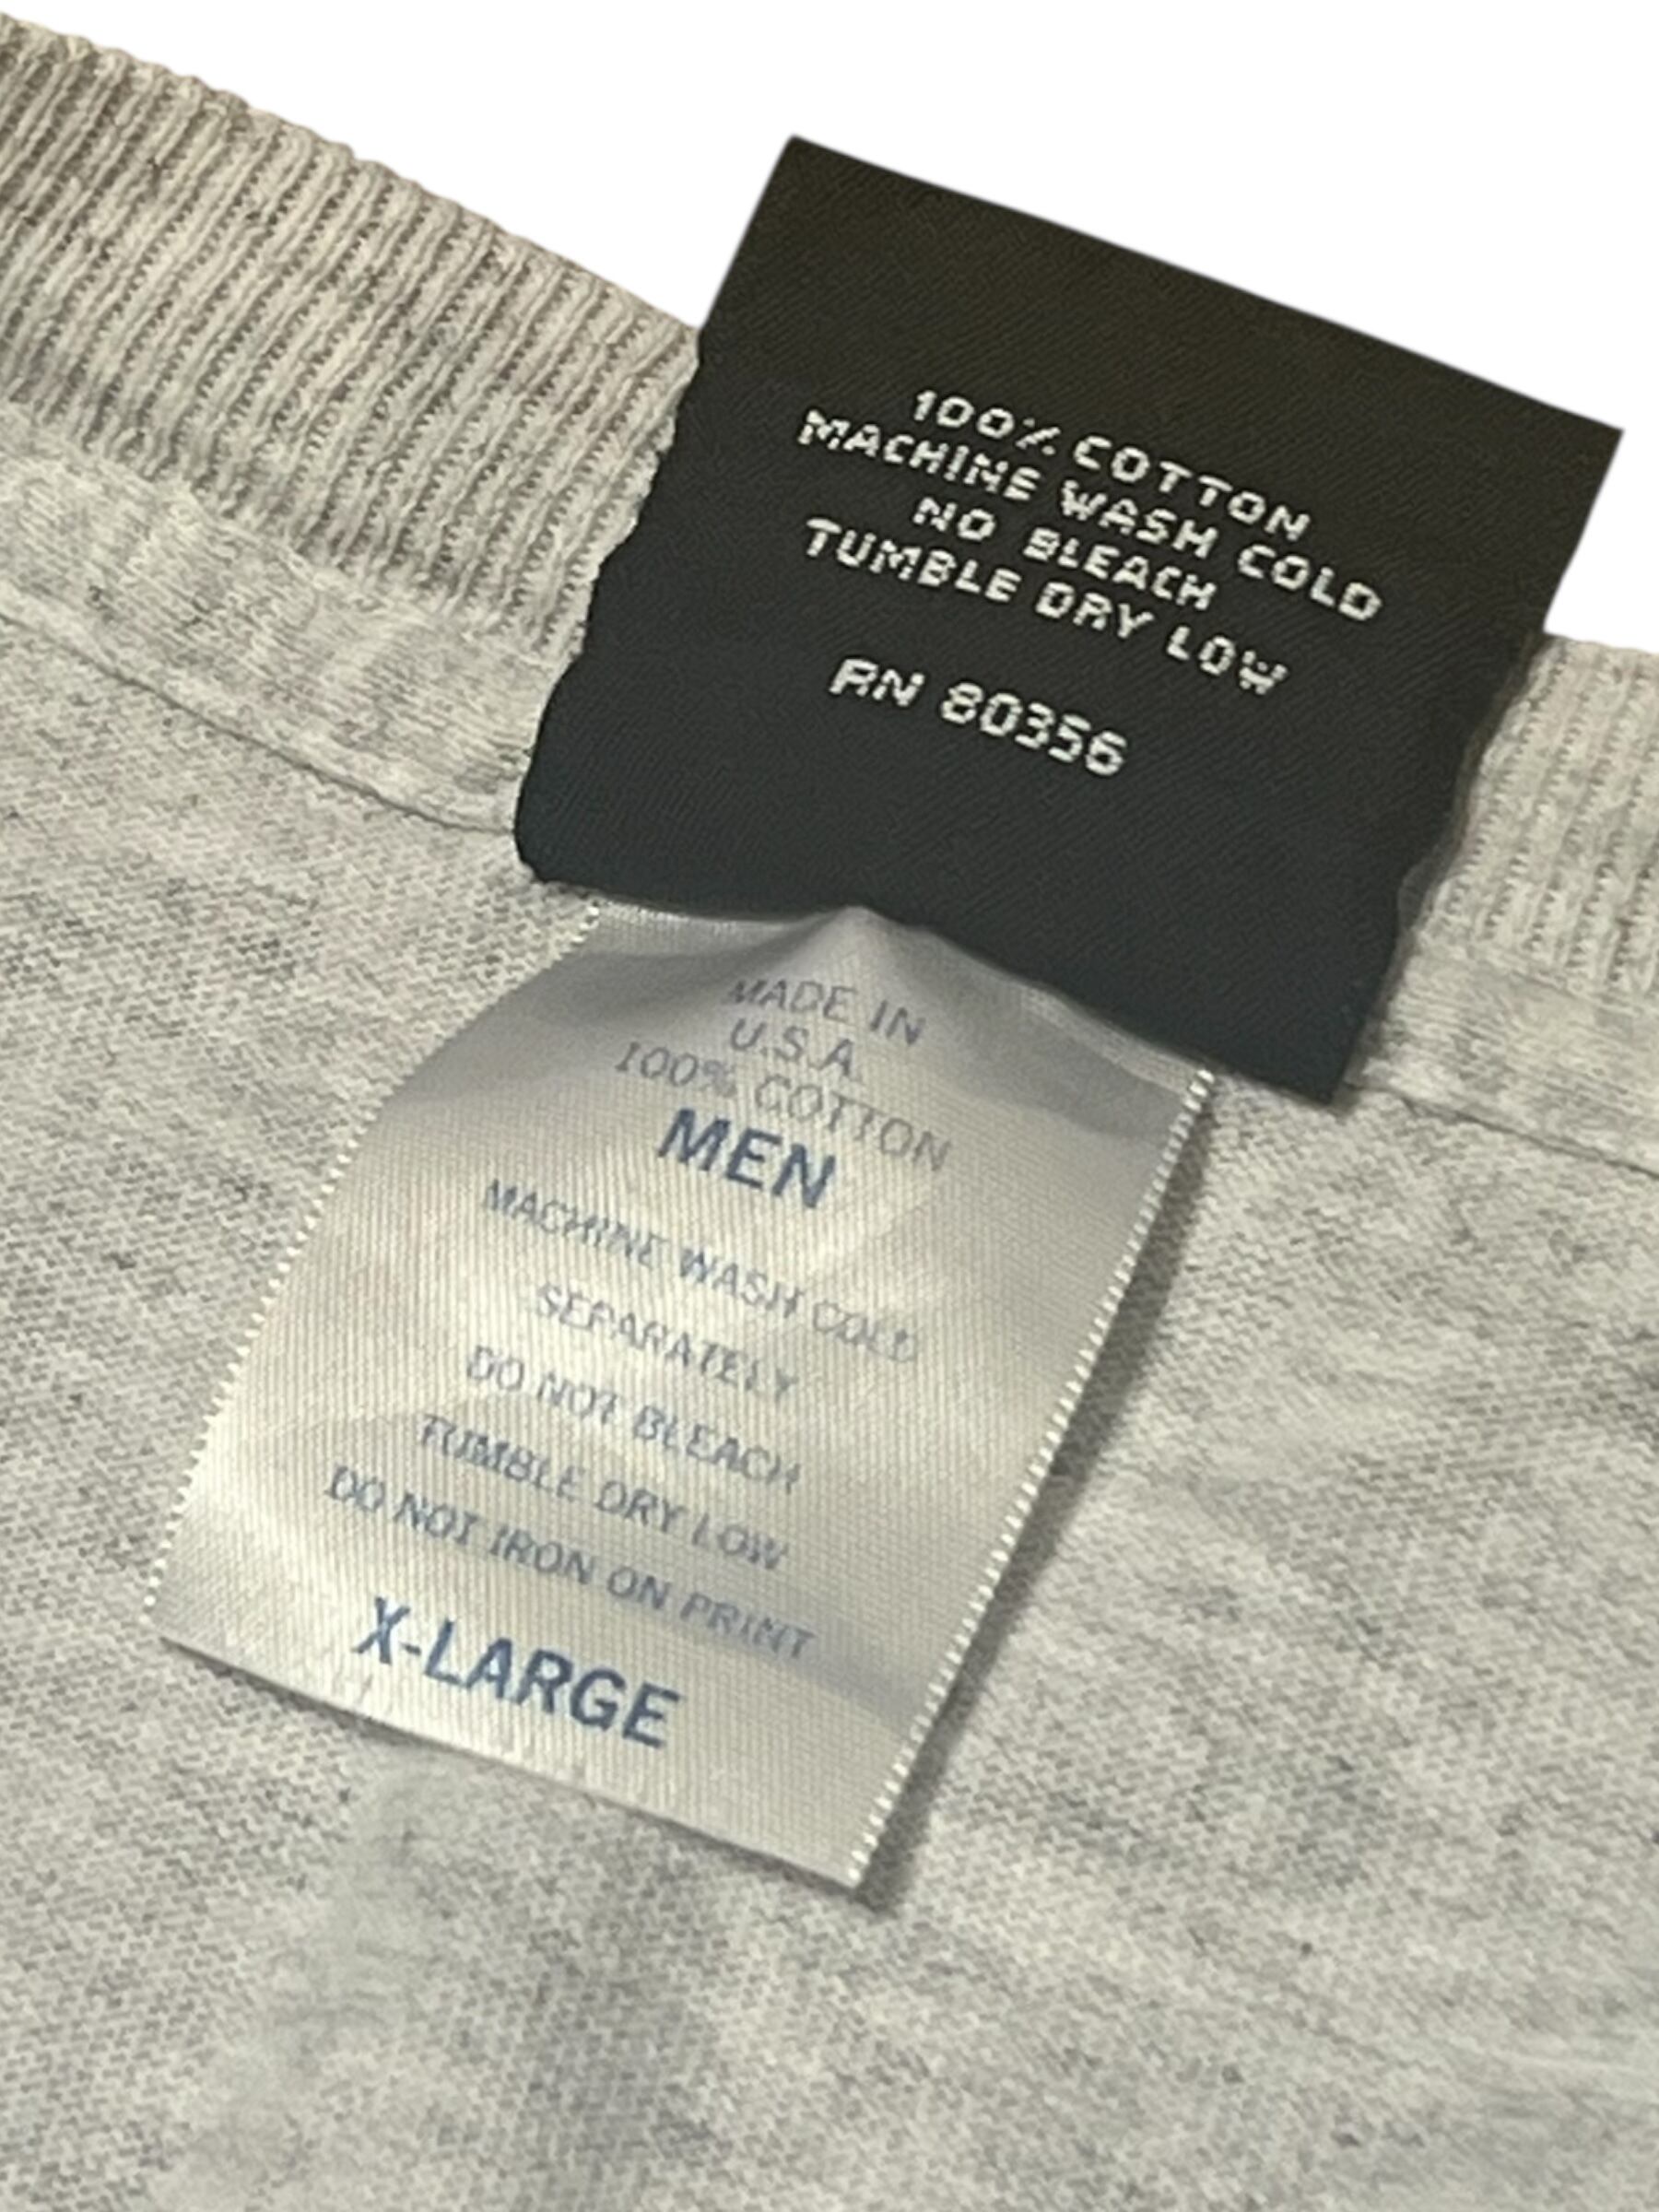 100% COTTON
MACHINE WASH COLD
NO BLEACH
TUMBLE DRY LOW
RN 80356
MADE IN
U.S.A.
100% COTTON
MEN
MACHINE WASH COLD
SEPARATELY
DO NOT BLEACH
TUMBLE DRY LOW
DO NOT IRON ON PRINT
X-LARGE